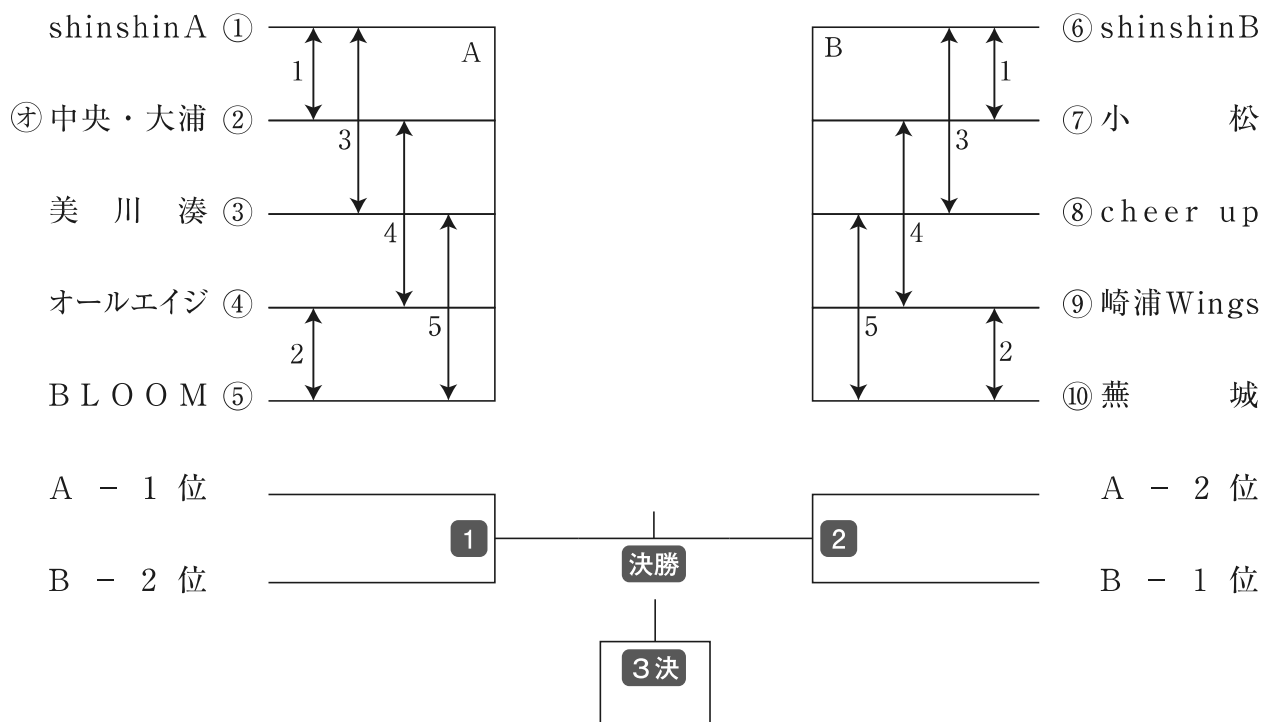 shinshinA ① A B ⑥ shinshinB
1 1
㋔ 中央・大浦 ② ⑦ 小松
3 3
美川湊 ③ ⑧ cheer up
4 4
オールエイジ ④ ⑨ 崎浦Wings
2 5 5 2
BLOOM ⑤ ⑩ 蕪城
A－1位 A－2位
1 決勝 2
B－2位 B－1位
3決